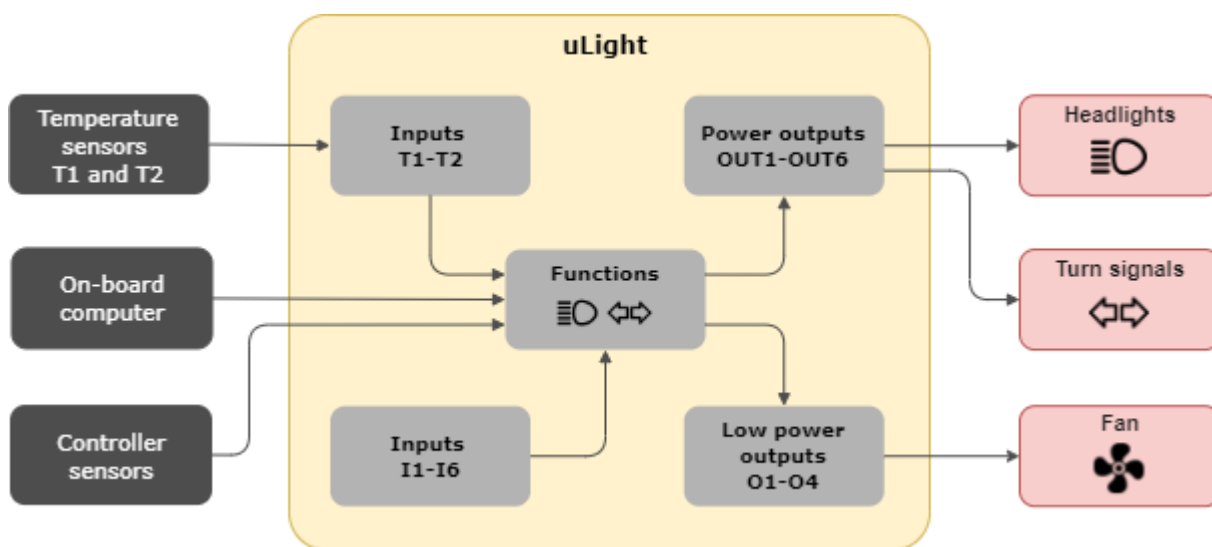 uLight
Temperature
sensors
T1 and T2
Inputs
T1-T2
Power outputs
OUT1-OUT6
Headlights
On-board
computer
Functions
Turn signals
Controller
sensors
Inputs
I1-I6
Low power
outputs
O1-O4
Fan